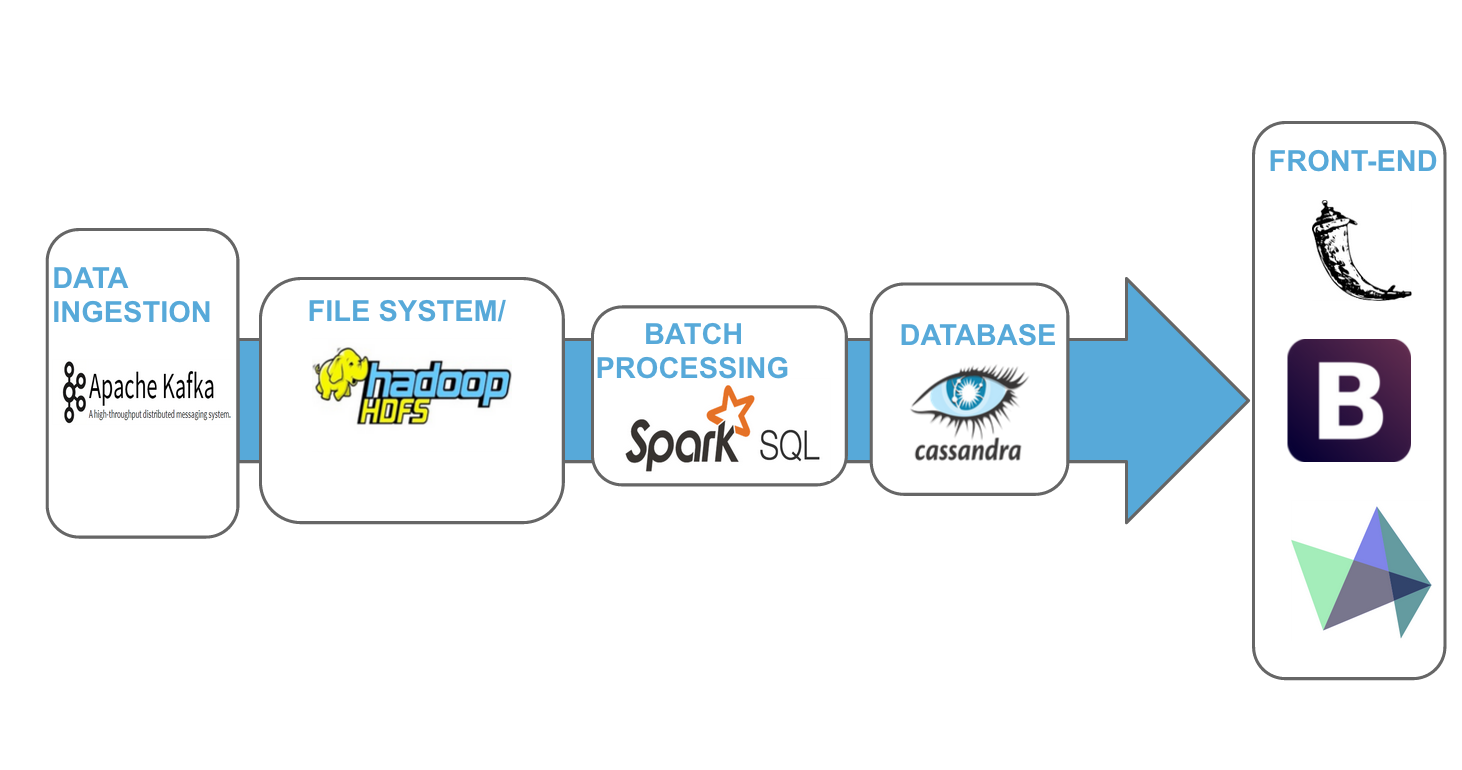 DATA
INGESTION
Apache Kafka
A high-throughput distributed messaging system.
FILE SYSTEM/
hadoop
HDFS
BATCH
PROCESSING
Spark SQL
DATABASE
cassandra
FRONT-END
B